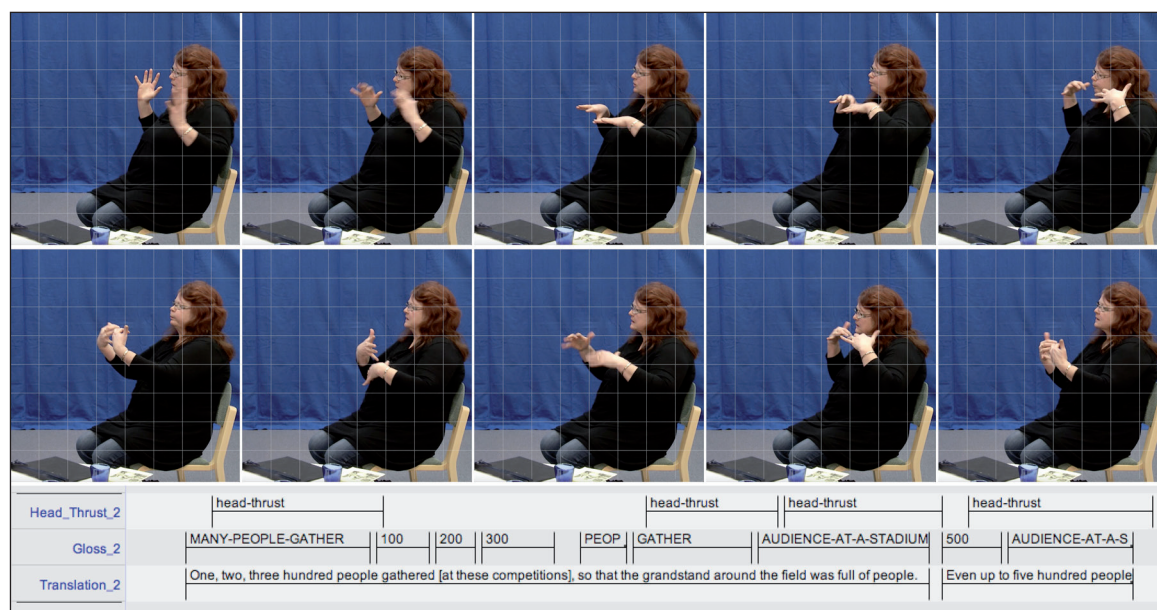 Head_Thrust_2 head-thrust head-thrust head-thrust head-thrust
Gloss_2 MANY-PEOPLE-GATHER 100 200 300 PEOP GATHER AUDIENCE-AT-A-STADIUM 500 AUDIENCE-AT-A-S
Translation_2 One, two, three hundred people gathered [at these competitions], so that the grandstand around the field was full of people. Even up to five hundred people